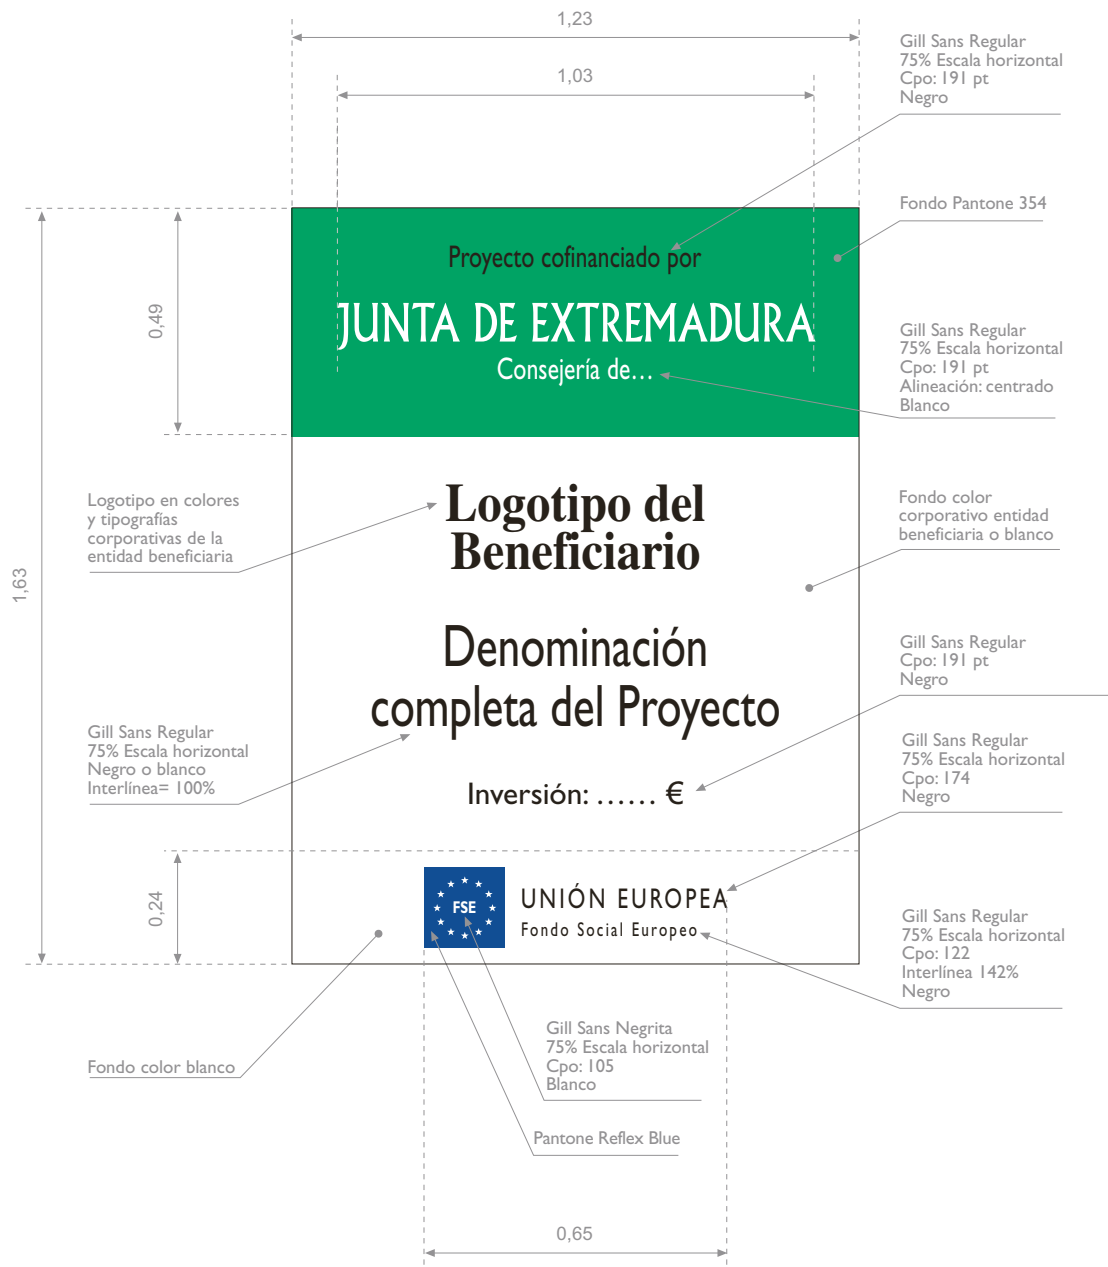 1,23
1,03
Gill Sans Regular
75% Escala horizontal
Cpo: 191 pt
Negro
Fondo Pantone 354
Proyecto cofinanciado por
JUNTA DE EXTREMADURA
Consejería de...
0,49
Gill Sans Regular
75% Escala horizontal
Cpo: 191 pt
Alineación: centrado
Blanco
Logotipo en colores
y tipografías
corporativas de la
entidad beneficiaria
Logotipo del
Beneficiario
Fondo color
corporativo entidad
beneficiaria o blanco
1,63
Denominación
completa del Proyecto
Gill Sans Regular
Cpo: 191 pt
Negro
Gill Sans Regular
75% Escala horizontal
Negro o blanco
Interlínea= 100%
Inversión: ...... €
Gill Sans Regular
75% Escala horizontal
Cpo: 174
Negro
0,24
FSE
UNIÓN EUROPEA
Fondo Social Europeo
Gill Sans Regular
75% Escala horizontal
Cpo: 122
Interlínea 142%
Negro
Fondo color blanco
Gill Sans Negrita
75% Escala horizontal
Cpo: 105
Blanco
Pantone Reflex Blue
0,65